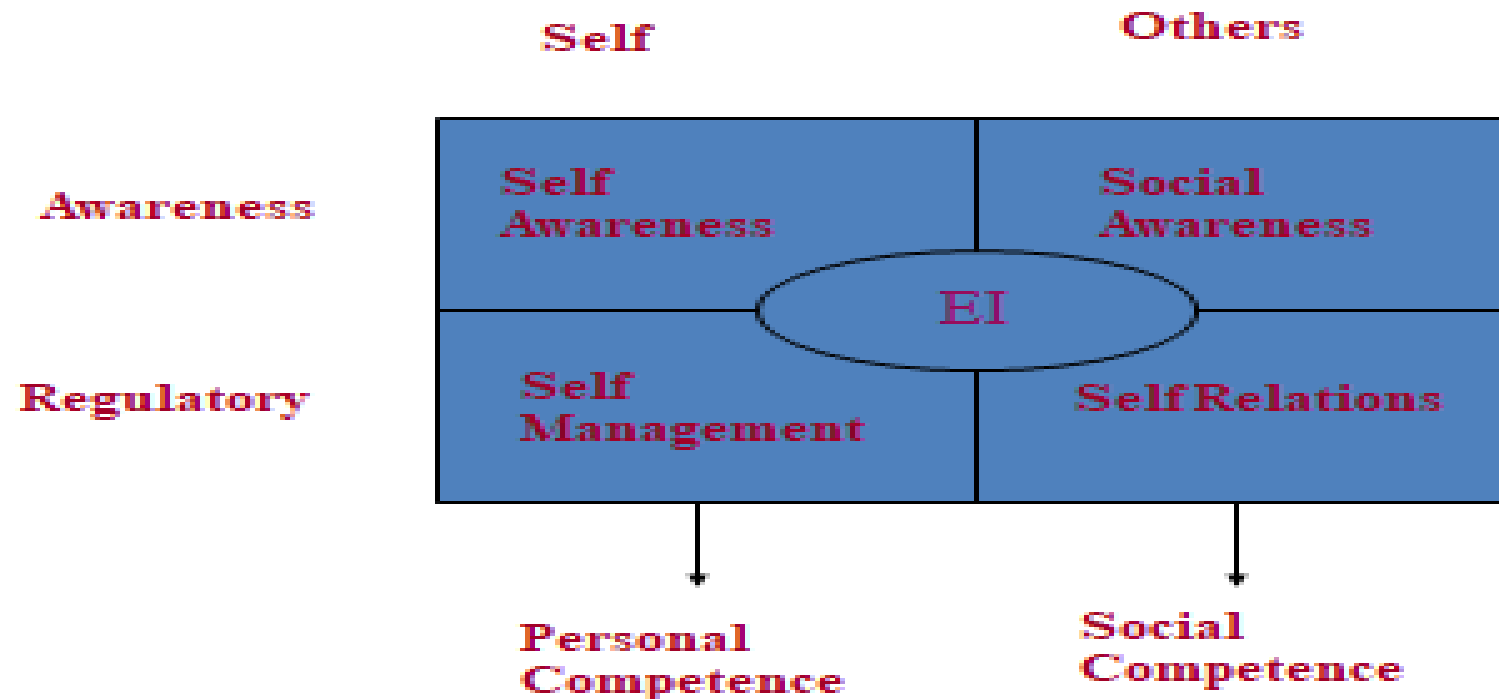 Self
Others
Awareness
Self
Awareness
Social
Awareness
EI
Regulatory
Self
Management
Self Relations
Personal
Competence
Social
Competence